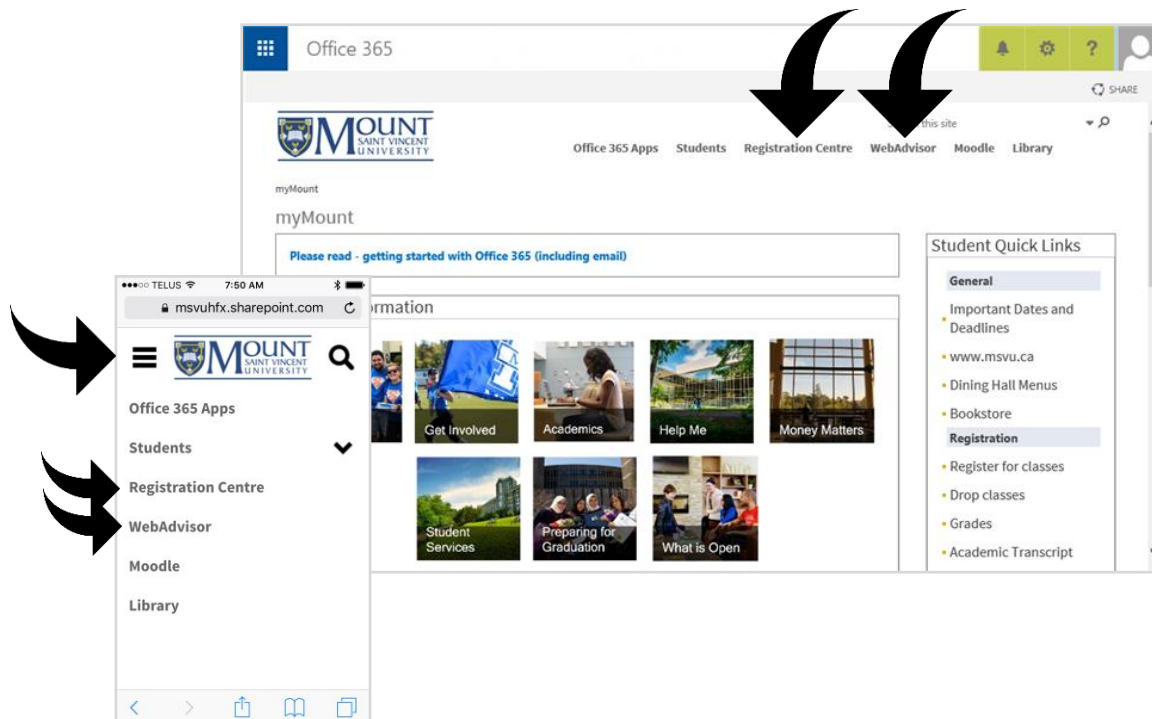 Office 365
SHARE
MOUNT
SAINT VINCENT
UNIVERSITY
this site
Office 365 Apps Students Registration Centre WebAdvisor Moodle Library
myMount
myMount
Please read - getting started with Office 365 (including email)
Student Quick Links
General
Important Dates and
Deadlines
www.msvu.ca
Dining Hall Menus
Bookstore
Registration
Register for classes
Drop classes
Grades
Academic Transcript
Get Involved
Academics
Help Me
Money Matters
Student
Services
Preparing for
Graduation
What is Open
TELUS 7:50 AM
msvuhfx.sharepoint.com
MOUNT
SAINT VINCENT
UNIVERSITY
Office 365 Apps
Students
Registration Centre
WebAdvisor
Moodle
Library